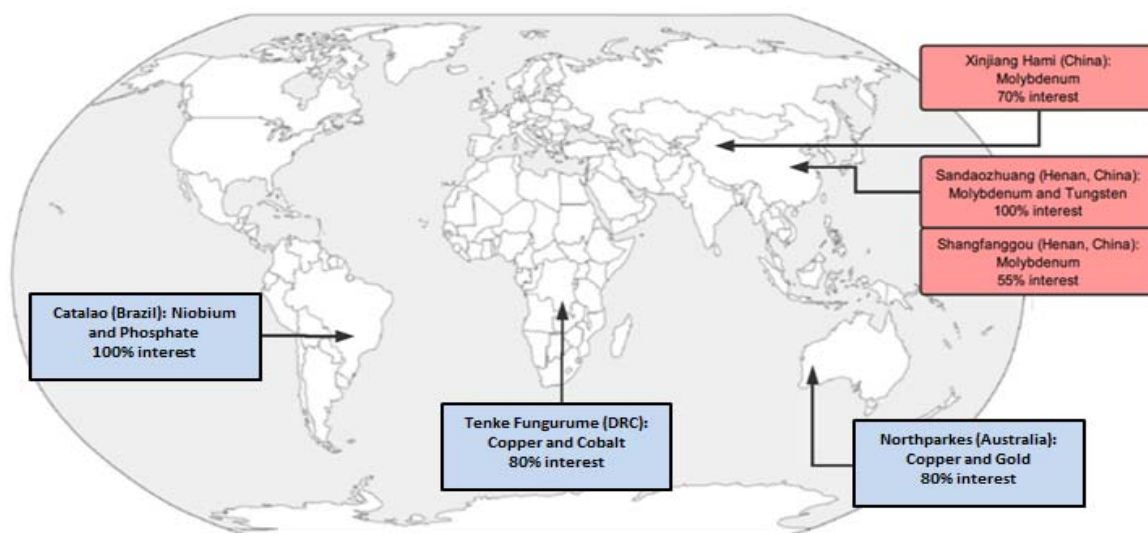 Xinjiang Hami (China):
Molybdenum
70% interest
Sandaozhuang (Henan, China):
Molybdenum and Tungsten
100% interest
Shangfanggou (Henan, China):
Molybdenum
55% interest
Catalao (Brazil): Niobium
and Phosphate
100% interest
Tenke Fungurume (DRC):
Copper and Cobalt
80% interest
Northparkes (Australia):
Copper and Gold
80% interest